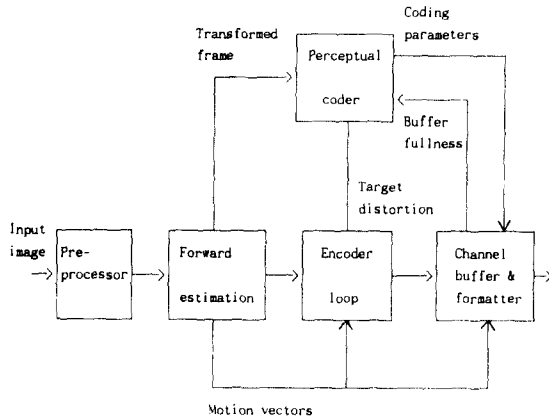 Transformed
frame
Perceptual
coder
Coding
parameters
Buffer
fullness
Target
distortion
Input
image
Pre-
processor
Forward
estimation
Encoder
loop
Channel
buffer &
formatter
Motion vectors